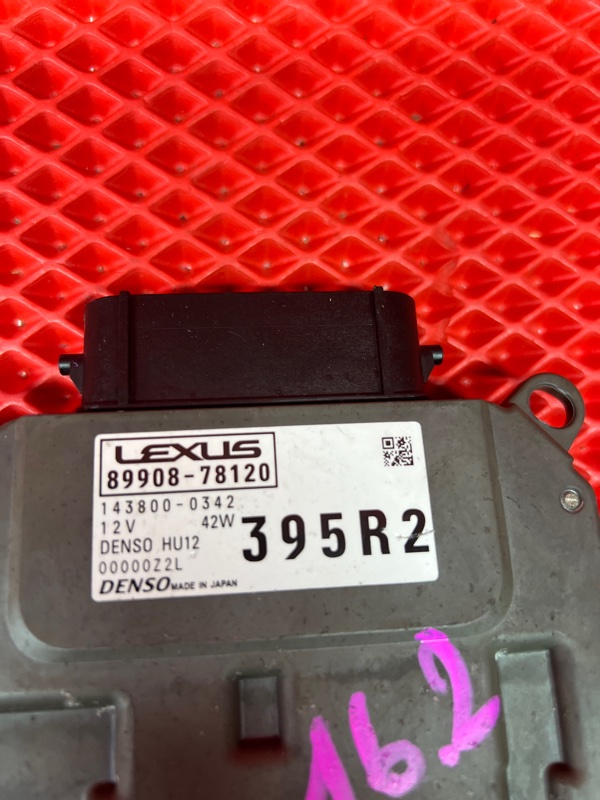 LEXUS
89908-78120
143800-0342
12V 42W
DENSO HU12
00000Z2L
395R2
DENSO MADE IN JAPAN
162